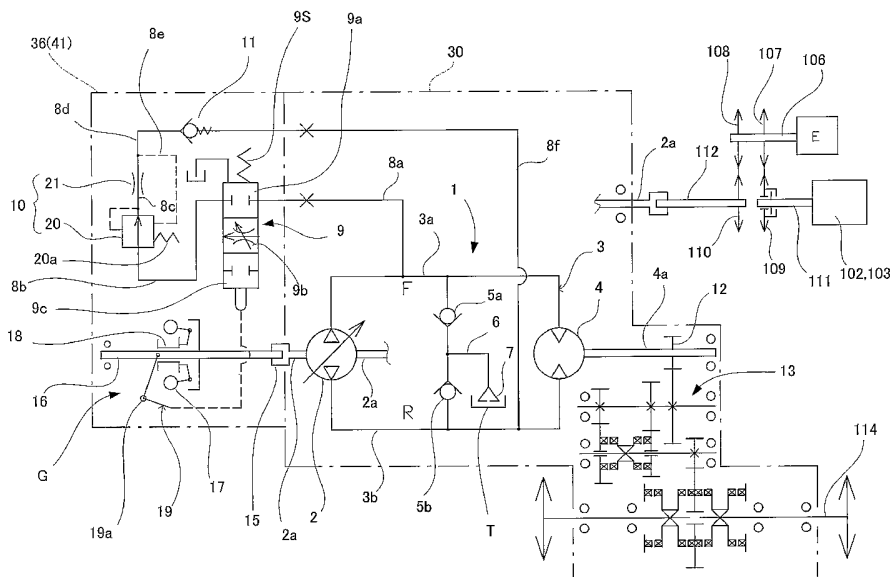 8e
9S
9a
36(41)
11
30
108
107
106
8d
E
8f
2a
112
8a
21
10
8c
1
20
9
3a
3
110
109
111
102,103
20a
8b
9b
F
5a
4
4a
12
9c
6
18
7
13
16
2
2a
R
G
114
19a
19
17
15
2a
2
3b
5b
T